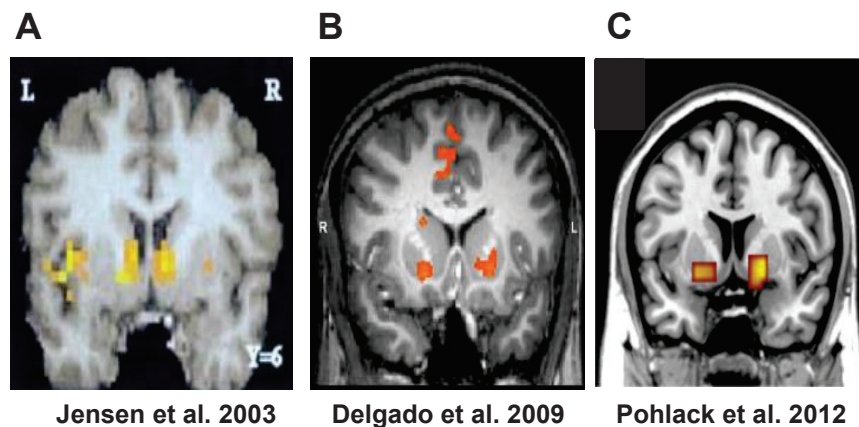 A B C
L R
R L
Y=6
Jensen et al. 2003 Delgado et al. 2009 Pohlack et al. 2012